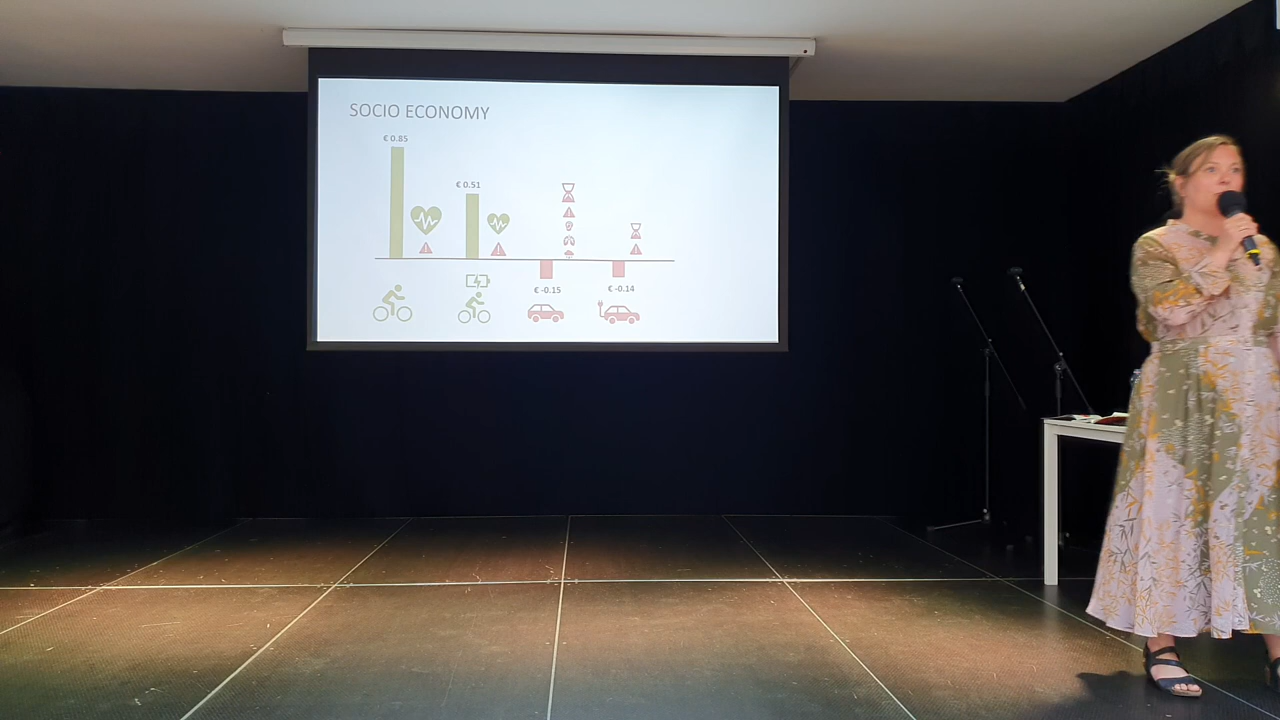 SOCIO ECONOMY
€ 0.85
€ 0.51
€ -0.15
€ -0.14